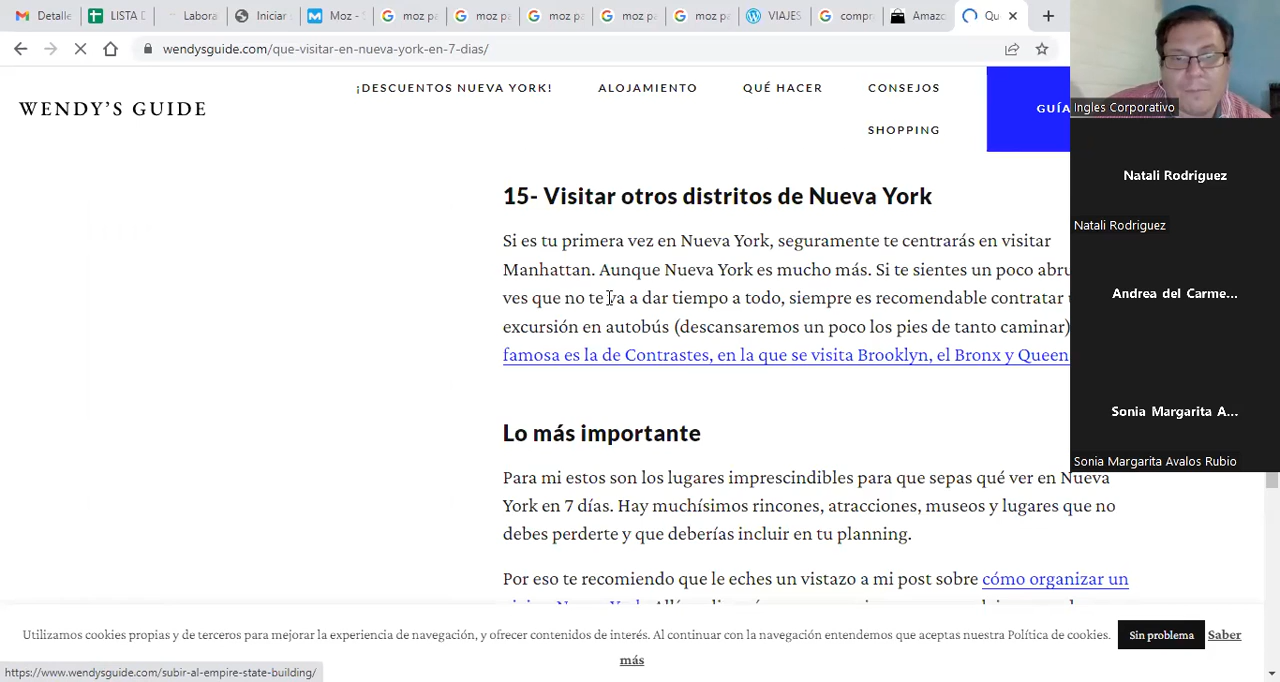 Detalle
LISTA D
Labora
Iniciar
Moz -
moz pa
moz pa
moz pa
moz pa
moz pa
VIAJES
compr
Amazo
Qu
wendysguide.com/que-visitar-en-nueva-york-en-7-dias/
WENDY'S GUIDE
¡DESCUENTOS NUEVA YORK!
ALOJAMIENTO
QUÉ HACER
CONSEJOS
SHOPPING
GUÍA
15- Visitar otros distritos de Nueva York
Si es tu primera vez en Nueva York, seguramente te centrarás en visitar
Manhattan. Aunque Nueva York es mucho más. Si te sientes un poco abru
ves que no te va a dar tiempo a todo, siempre es recomendable contratar
excursión en autobús (descansaremos un poco los pies de tanto caminar)
famosa es la de Contrastes, en la que se visita Brooklyn, el Bronx y Queen
Lo más importante
Para mi estos son los lugares imprescindibles para que sepas qué ver en Nueva
York en 7 días. Hay muchísimos rincones, atracciones, museos y lugares que no
debes perderte y que deberías incluir en tu planning.
Por eso te recomiendo que le eches un vistazo a mi post sobre cómo organizar un
Utilizamos cookies propias y de terceros para mejorar la experiencia de navegación, y ofrecer contenidos de interés. Al continuar con la navegación entendemos que aceptas nuestra Política de cookies.
Sin problema
Saber
más
https://www.wendysguide.com/subir-al-empire-state-building/
Ingles Corporativo
Natali Rodriguez
Natali Rodriguez
Andrea del Carme...
Sonia Margarita A...
Sonia Margarita Avalos Rubio